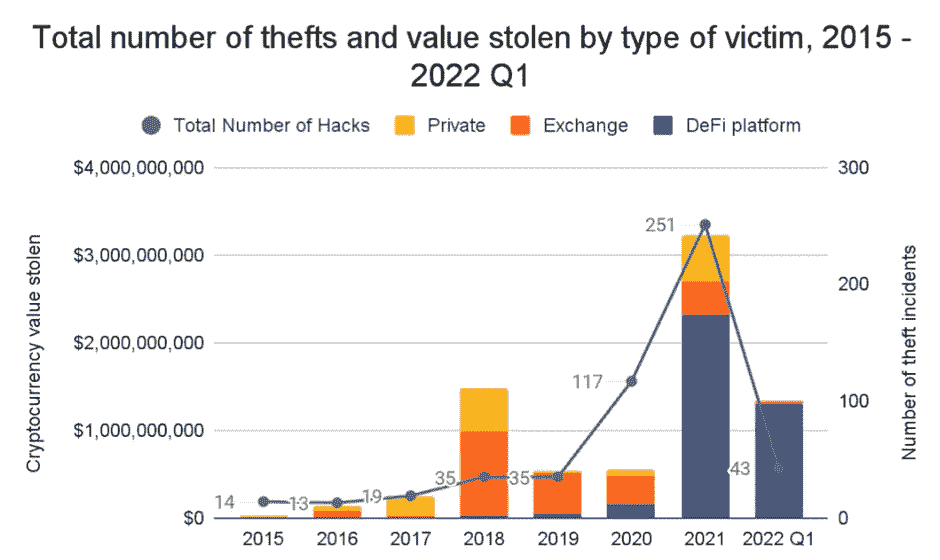 Total number of thefts and value stolen by type of victim, 2015 -
2022 Q1
Total Number of Hacks Private Exchange DeFi platform
$4,000,000,000
$3,000,000,000
$2,000,000,000
$1,000,000,000
$0
Cryptocurrency value stolen
14
13
19
35
35
117
251
43
300
200
100
0
Number of theft incidents
2015 2016 2017 2018 2019 2020 2021 2022 Q1